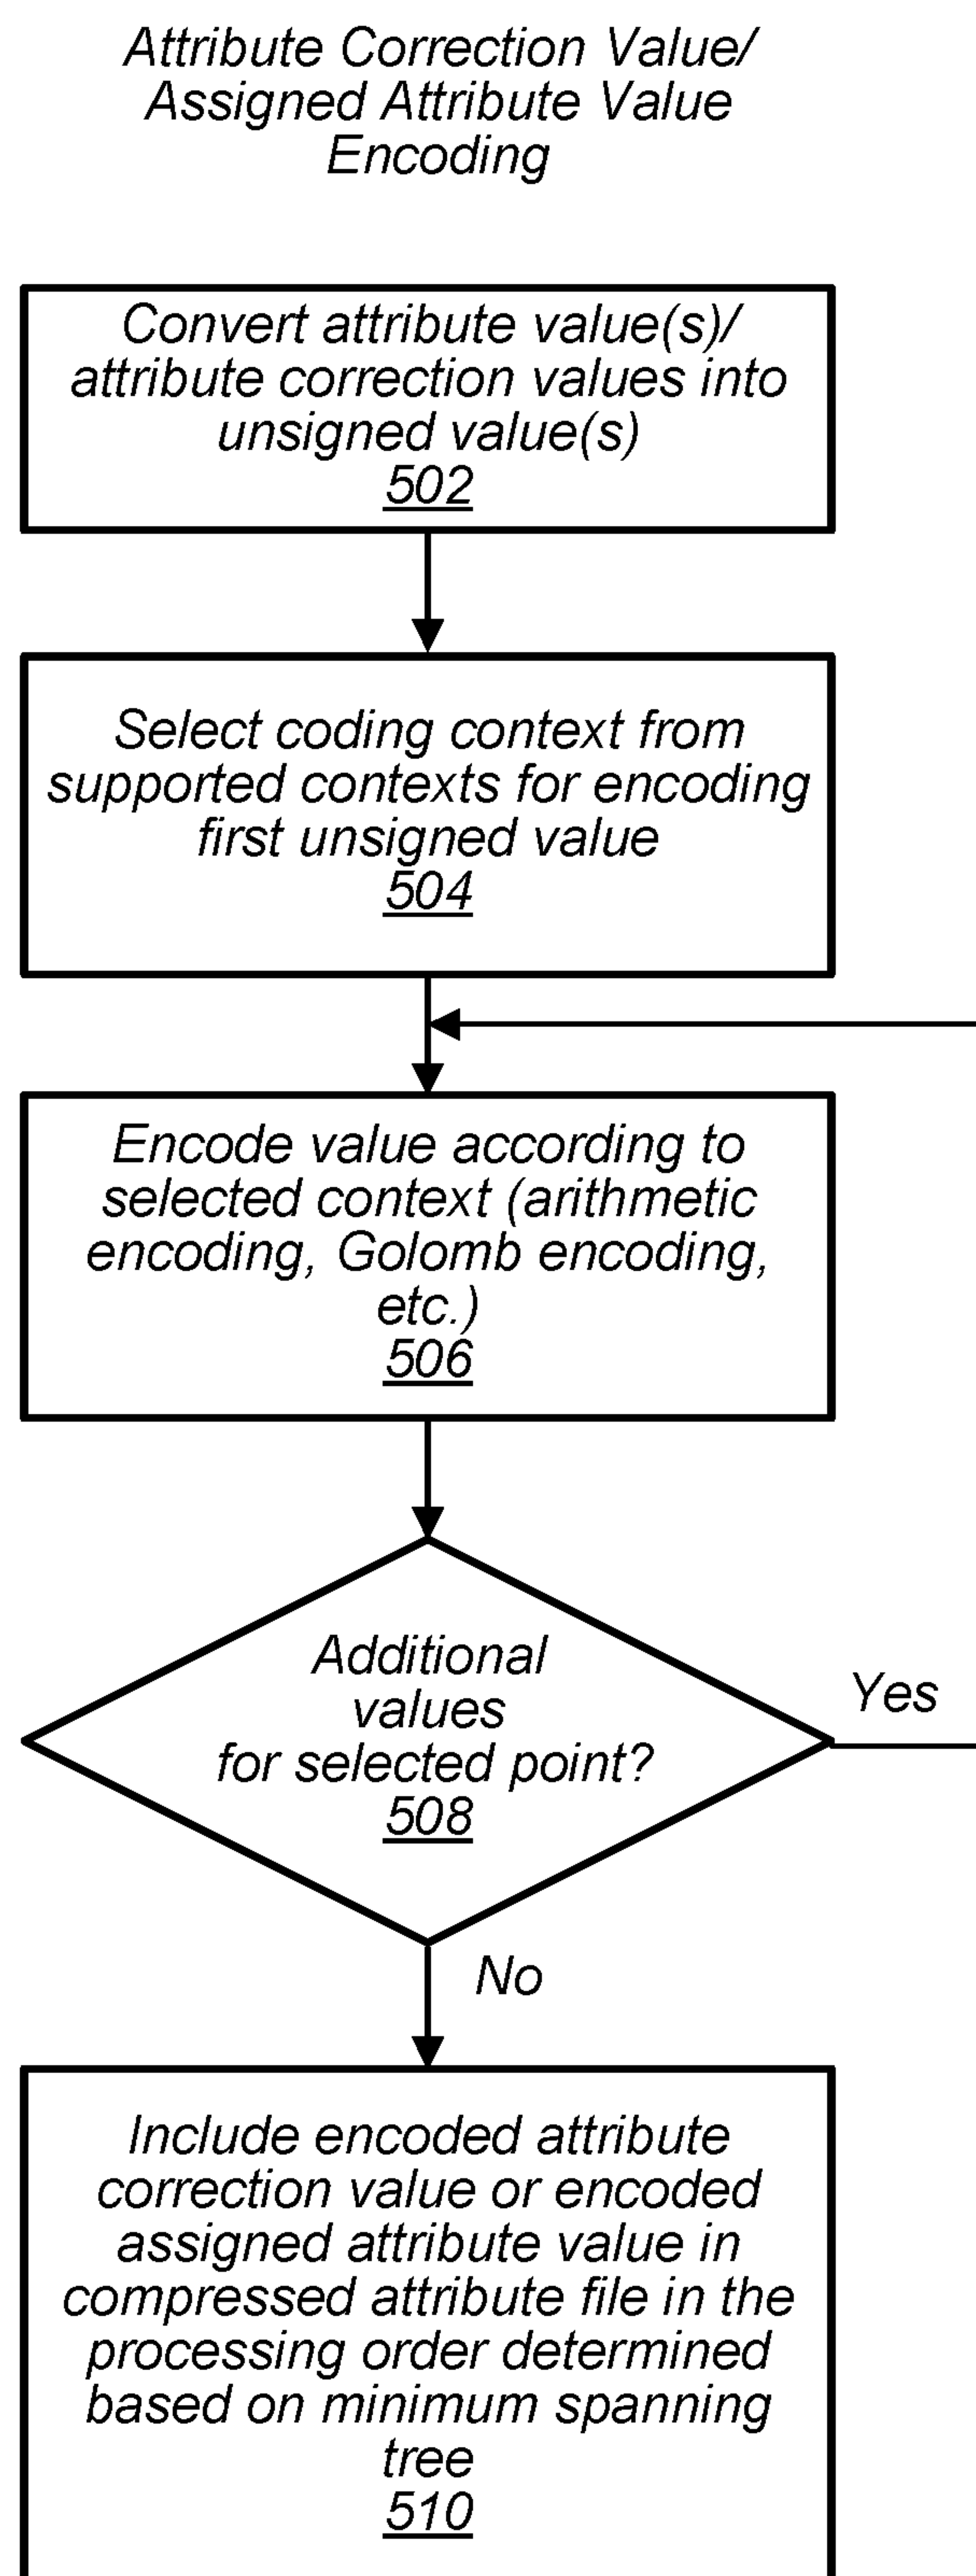 Attribute Correction Value/
Assigned Attribute Value
Encoding
Convert attribute value(s)/
attribute correction values into
unsigned value(s)
502
Select coding context from
supported contexts for encoding
first unsigned value
504
Encode value according to
selected context (arithmetic
encoding, Golomb encoding,
etc.)
506
Additional
values
for selected point?
508
Yes
No
Include encoded attribute
correction value or encoded
assigned attribute value in
compressed attribute file in the
processing order determined
based on minimum spanning
tree
510